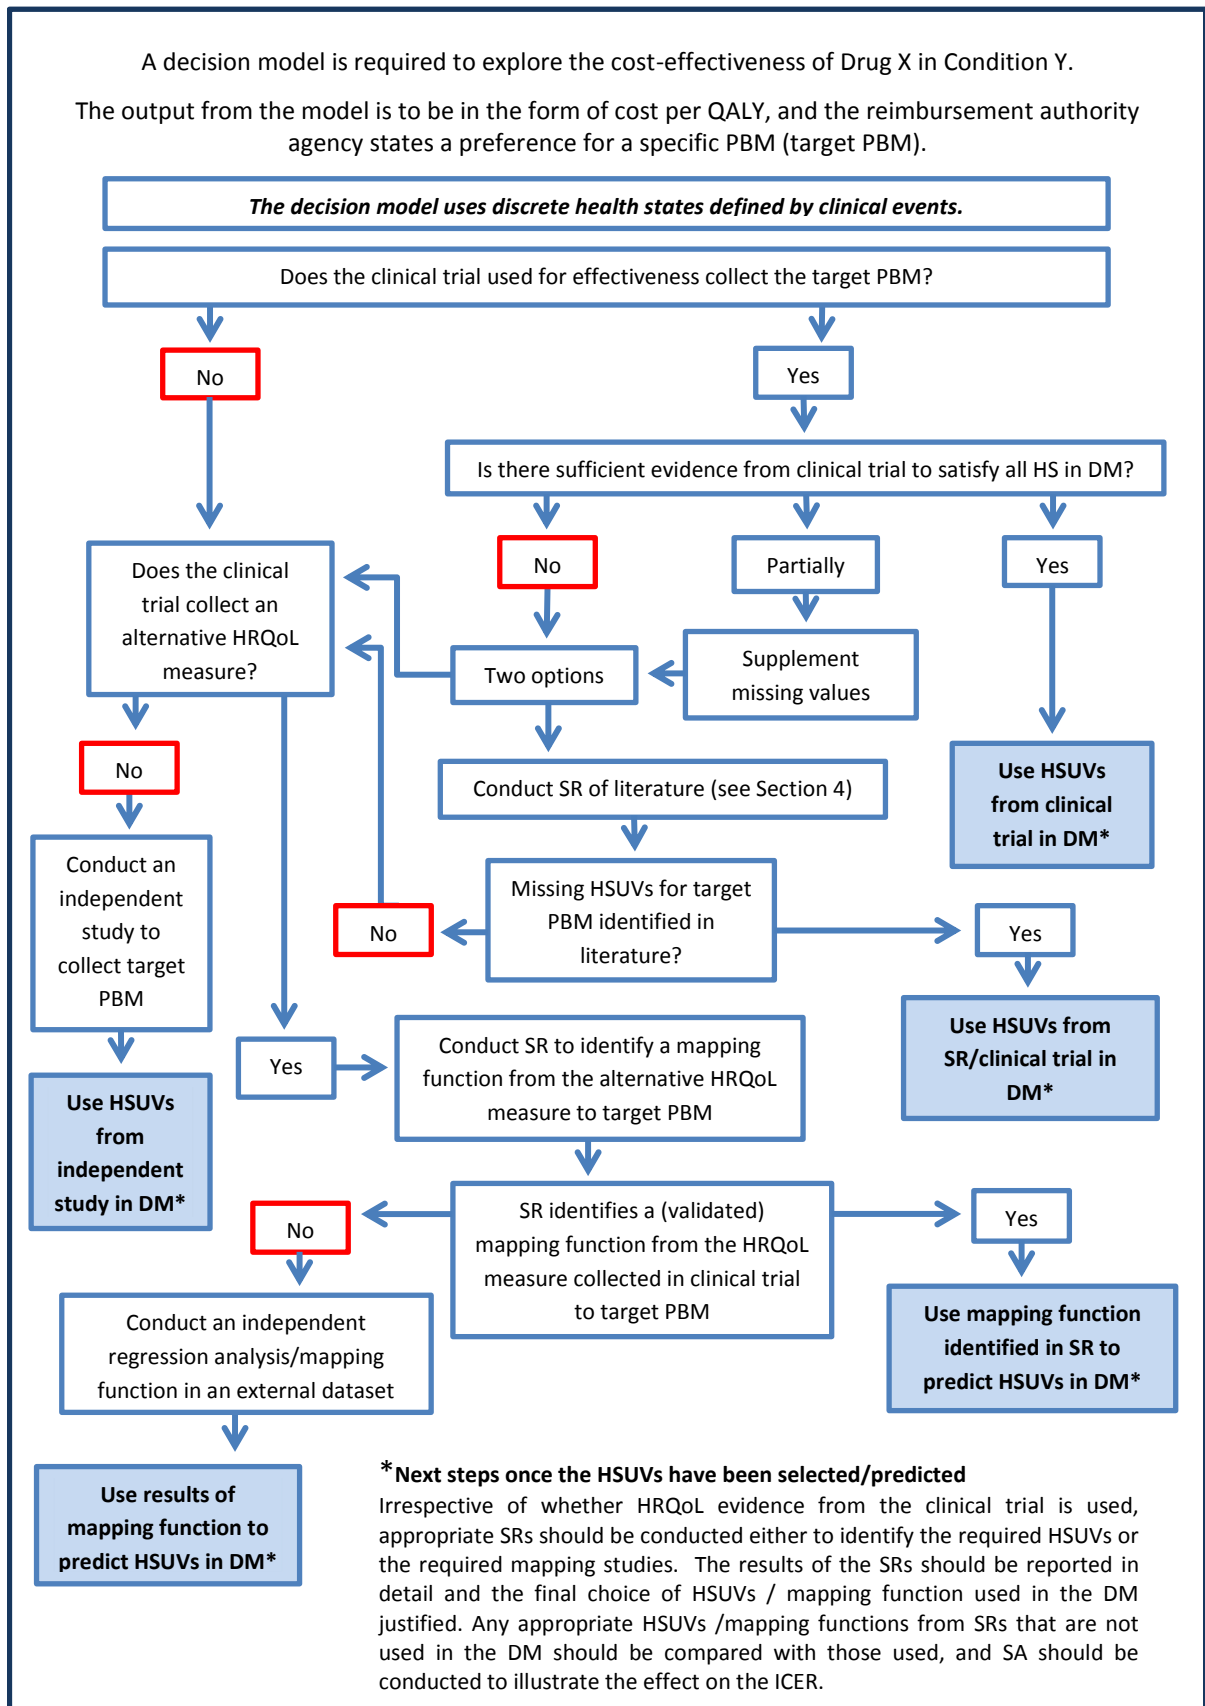 A decision model is required to explore the cost-effectiveness of Drug X in Condition Y.
The output from the model is to be in the form of cost per QALY, and the reimbursement authority
agency states a preference for a specific PBM (target PBM).
The decision model uses discrete health states defined by clinical events.
Does the clinical trial used for effectiveness collect the target PBM?
No
Yes
Is there sufficient evidence from clinical trial to satisfy all HS in DM?
No
Partially
Yes
Does the clinical
trial collect an
alternative HRQoL
measure?
Two options
Supplement
missing values
No
Conduct SR of literature (see Section 4)
Use HSUVs
from clinical
trial in DM*
Conduct an
independent
study to
collect target
PBM
Missing HSUVs for target
PBM identified in
literature?
No
Yes
Use HSUVs from
SR/clinical trial in
DM*
Yes
Conduct SR to identify a mapping
function from the alternative HRQoL
measure to target PBM
Use HSUVs
from
independent
study in DM*
No
SR identifies a (validated)
mapping function from the HRQoL
measure collected in clinical trial
to target PBM
Yes
Conduct an independent
regression analysis/mapping
function in an external dataset
Use mapping function
identified in SR to
predict HSUVs in DM*
Use results of
mapping function to
predict HSUVs in DM*
*Next steps once the HSUVs have been selected/predicted
Irrespective of whether HRQoL evidence from the clinical trial is used,
appropriate SRs should be conducted either to identify the required HSUVs or
the required mapping studies. The results of the SRs should be reported in
detail and the final choice of HSUVs / mapping function used in the DM
justified. Any appropriate HSUVs /mapping functions from SRs that are not
used in the DM should be compared with those used, and SA should be
conducted to illustrate the effect on the ICER.